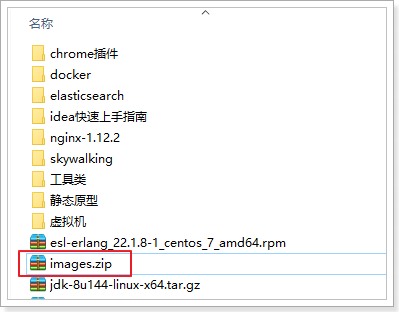 名称
chrome插件
docker
elasticsearch
idea快速上手指南
nginx-1.12.2
skywalking
工具类
静态原型
虚拟机
esl-erlang_22.1.8-1_centos_7_amd64.rpm
images.zip
jdk-8u144-linux-x64.tar.gz